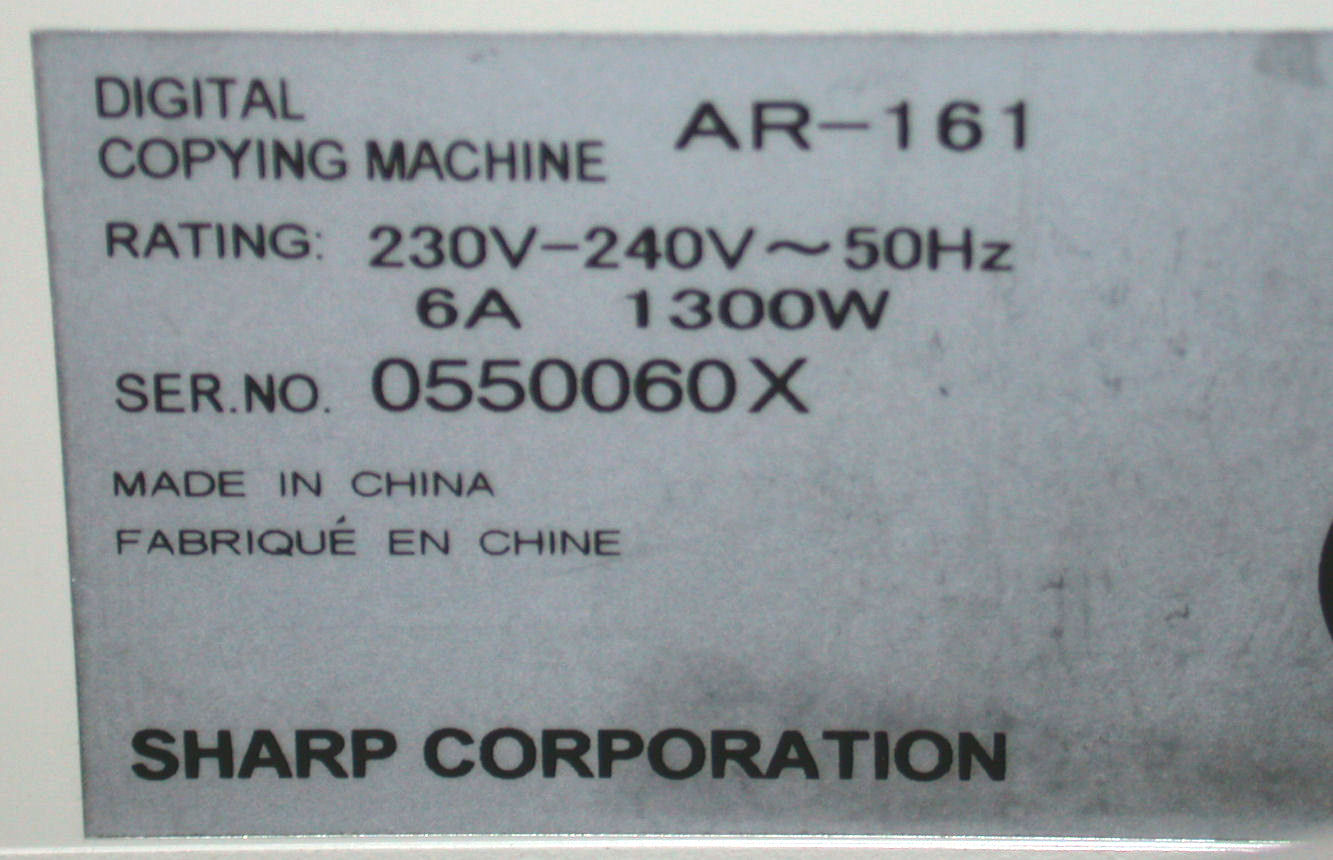 DIGITAL
COPYING MACHINE AR-161
RATING: 230V-240V~50Hz
6A 1300W
SER.NO. 0550060X
MADE IN CHINA
FABRIQUÉ EN CHINE
SHARP CORPORATION